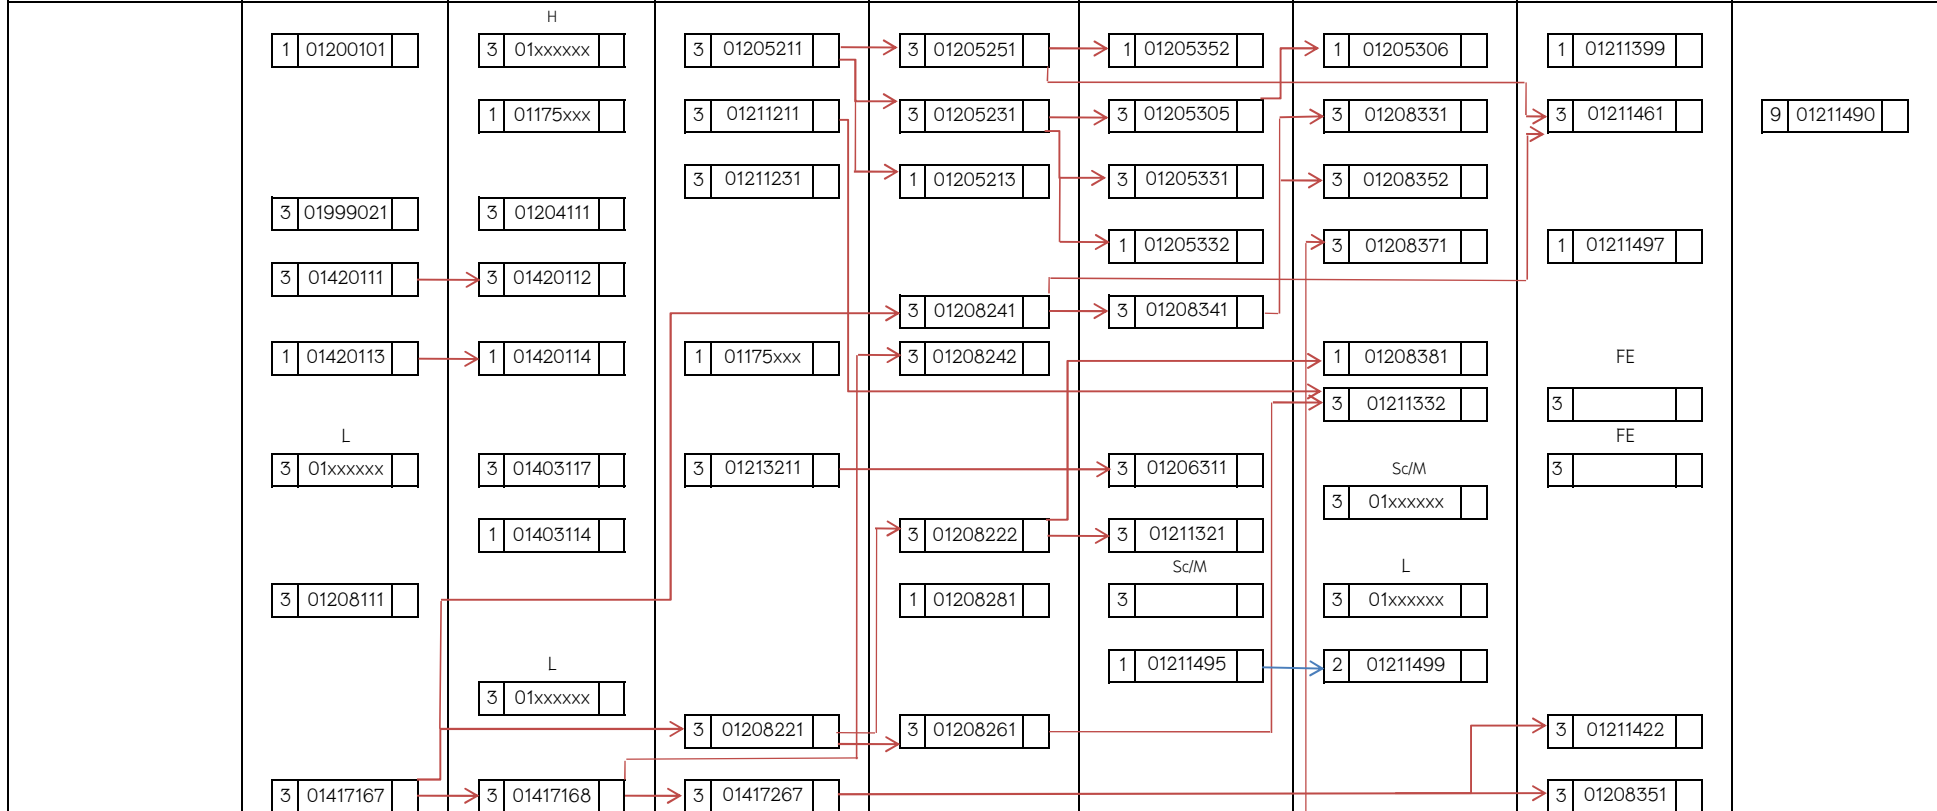 H
1 01200101 3 01xxxxxx 3 01205211 3 01205251 1 01205352 1 01205306 1 01211399
1 01175xxx 3 01211211 3 01205231 3 01205305 3 01208331 3 01211461 9 01211490
3 01211231 1 01205213 3 01205331 3 01208352
3 01999021 3 01204111
1 01205332 3 01208371 1 01211497
3 01420111 3 01420112
3 01208241 3 01208341
1 01420113 1 01420114 1 01175xxx 3 01208242 1 01208381 FE
3 01211332 3
L FE
3 01xxxxxx 3 01403117 3 01213211 3 01206311 Sc/M 3
3 01xxxxxx
1 01403114 3 01208222 3 01211321
Sc/M L
3 01208111 1 01208281 3 3 01xxxxxx
L 1 01211495 2 01211499
3 01xxxxxx
3 01208221 3 01208261 3 01211422
3 01417167 3 01417168 3 01417267 3 01208351